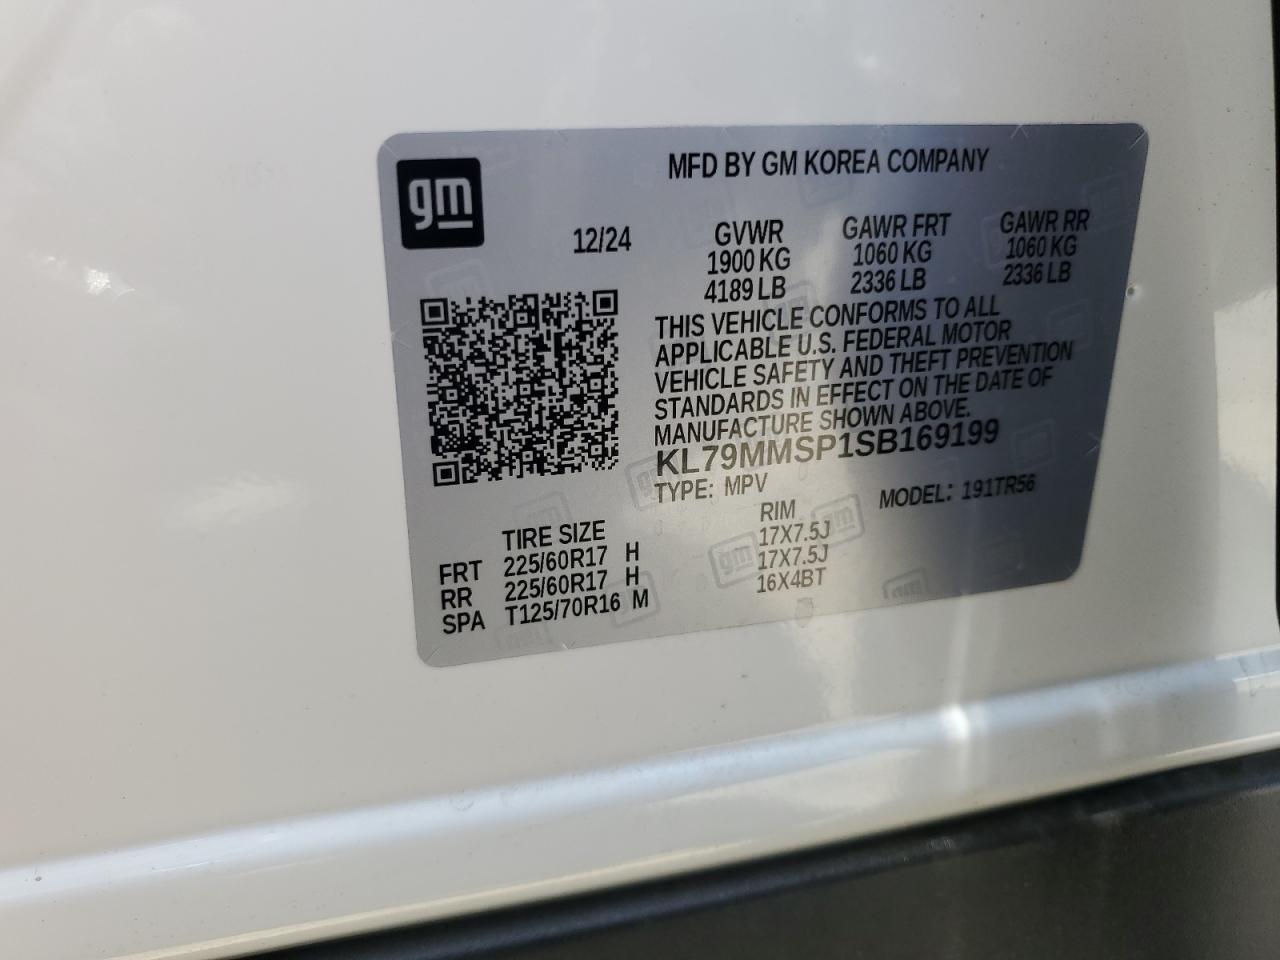 gm
MFD BY GM KOREA COMPANY
12/24
GVWR GAWR FRT GAWR RR
1900 KG 1060 KG 1060 KG
4189 LB 2336 LB 2336 LB
THIS VEHICLE CONFORMS TO ALL
APPLICABLE U.S. FEDERAL MOTOR
VEHICLE SAFETY AND THEFT PREVENTION
STANDARDS IN EFFECT ON THE DATE OF
MANUFACTURE SHOWN ABOVE.
KL79MMSP1SB169199
TYPE: MPV MODEL: 191TR56
TIRE SIZE RIM
FRT 225/60R17 H 17X7.5J
RR 225/60R17 H 17X7.5J
SPA T125/70R16 M 16X4BT